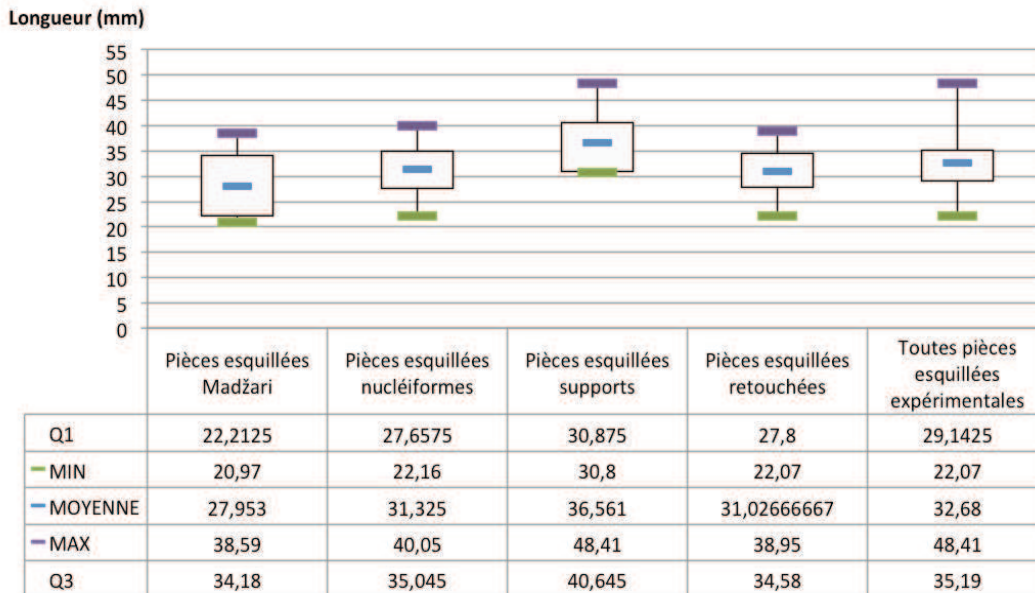 Longueur (mm)
55
50
45
40
35
30
25
20
15
10
5
0
Pièces esquillées Madžari
Pièces esquillées nucléiformes
Pièces esquillées supports
Pièces esquillées retouchées
Toutes pièces esquillées expérimentales
Q1 22,2125 27,6575 30,875 27,8 29,1425
MIN 20,97 22,16 30,8 22,07 22,07
MOYENNE 27,953 31,325 36,561 31,02666667 32,68
MAX 38,59 40,05 48,41 38,95 48,41
Q3 34,18 35,045 40,645 34,58 35,19